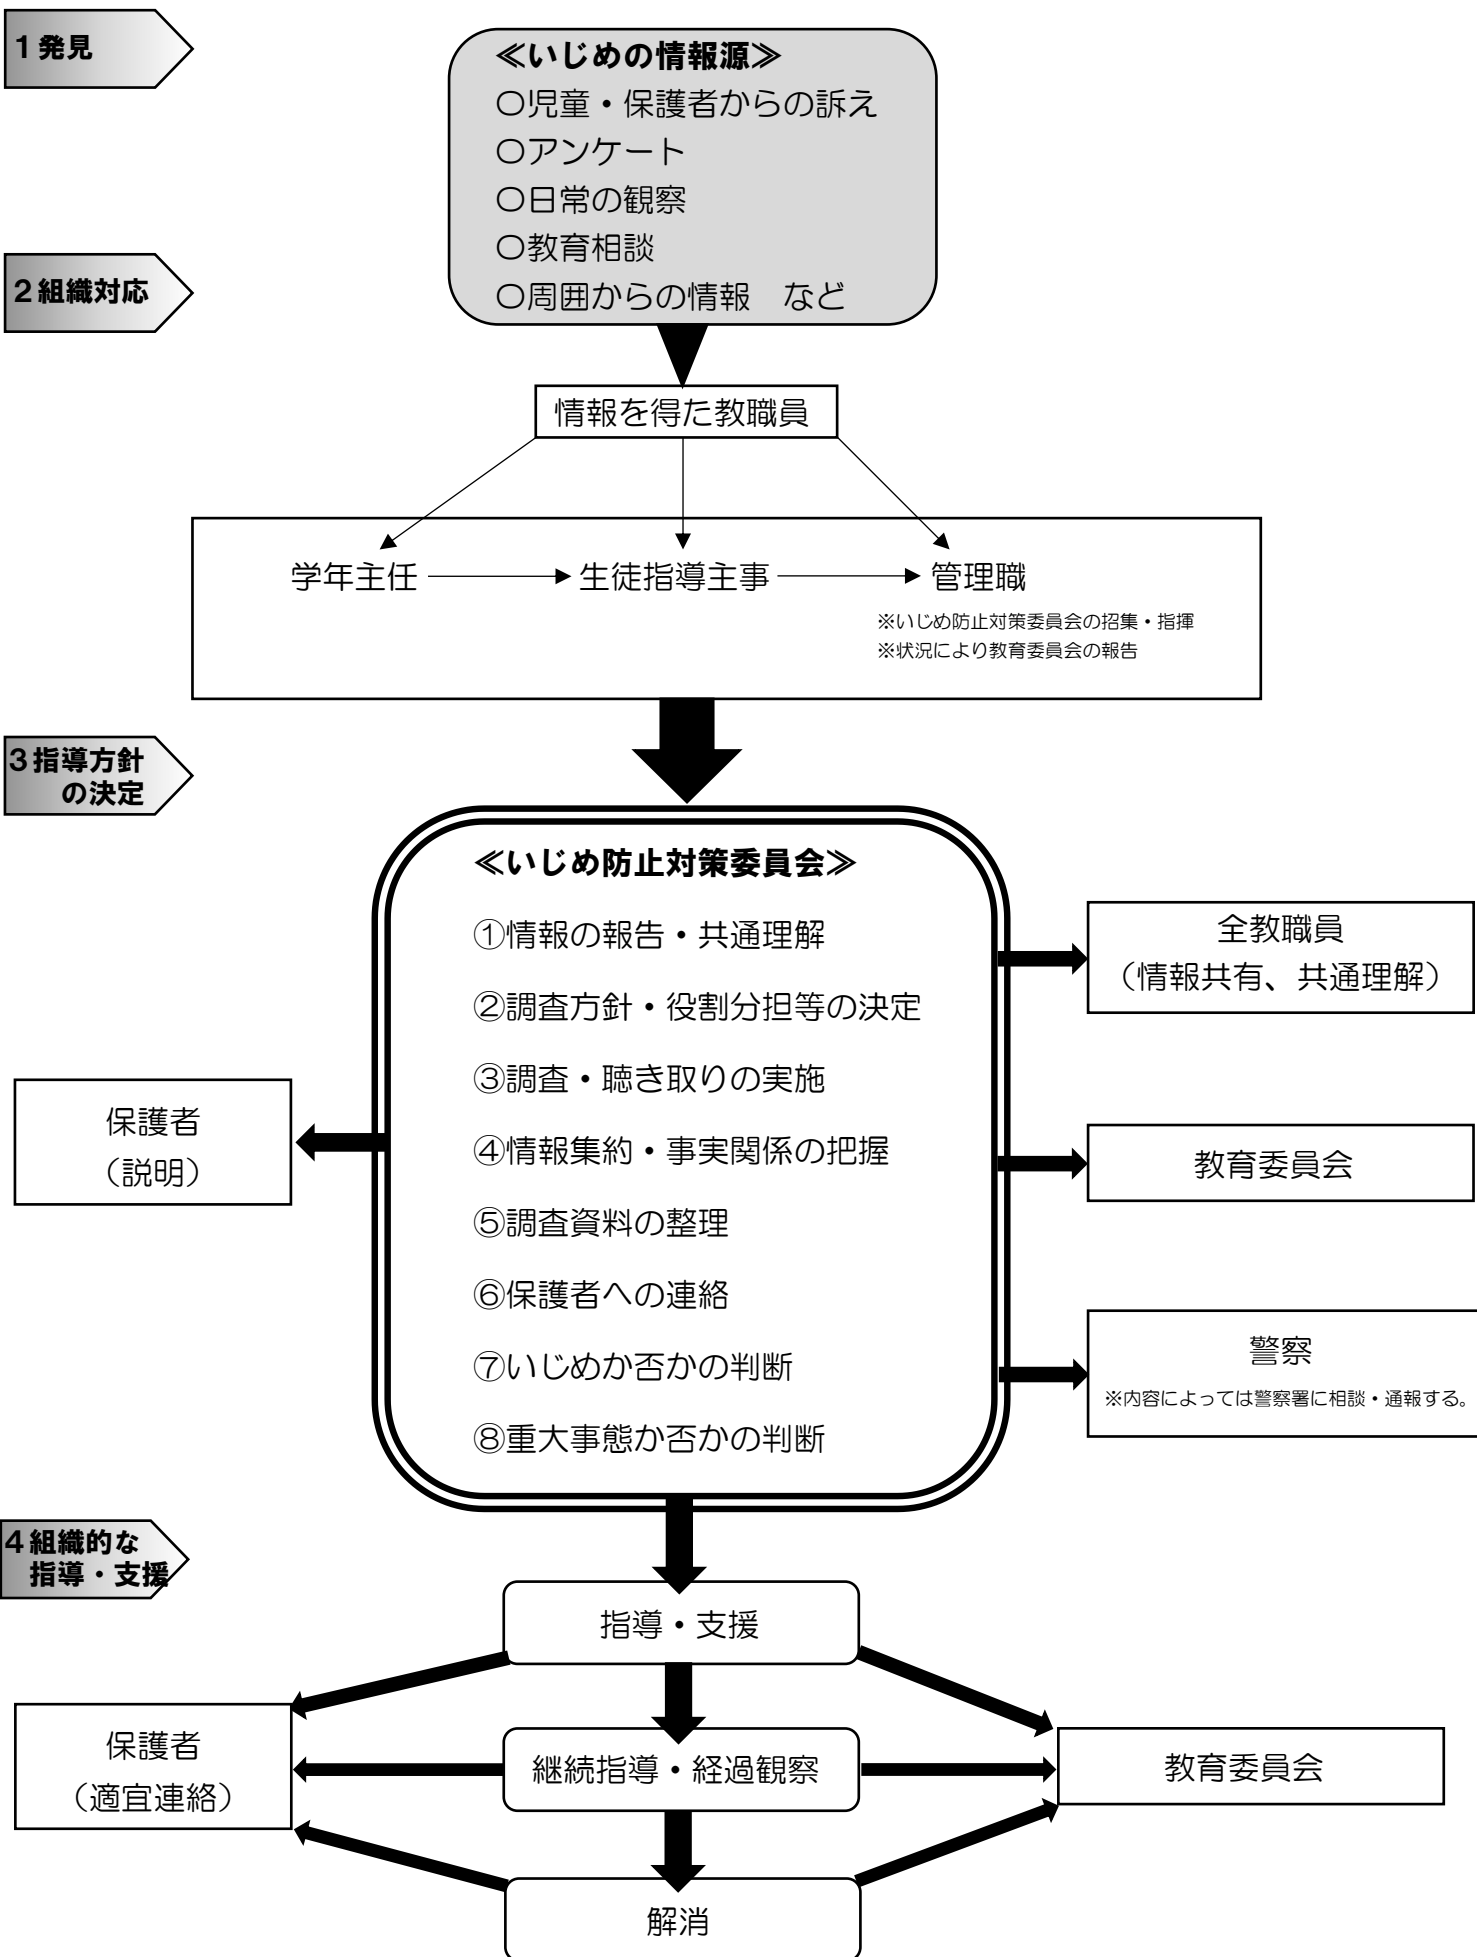 １発見
≪いじめの情報源≫
〇児童・保護者からの訴え
〇アンケート
〇日常の観察
〇教育相談
〇周囲からの情報　など
２組織対応
情報を得た教職員
学年主任
生徒指導主事
管理職
※いじめ防止対策委員会の招集・指揮
※状況により教育委員会の報告
３指導方針
の決定
≪いじめ防止対策委員会≫
①情報の報告・共通理解
②調査方針・役割分担等の決定
③調査・聴き取りの実施
④情報集約・事実関係の把握
⑤調査資料の整理
⑥保護者への連絡
⑦いじめか否かの判断
⑧重大事態か否かの判断
全教職員
（情報共有、共通理解）
保護者
（説明）
教育委員会
警察
※内容によっては警察署に相談・通報する。
４組織的な
指導・支援
指導・支援
保護者
（適宜連絡）
継続指導・経過観察
教育委員会
解消